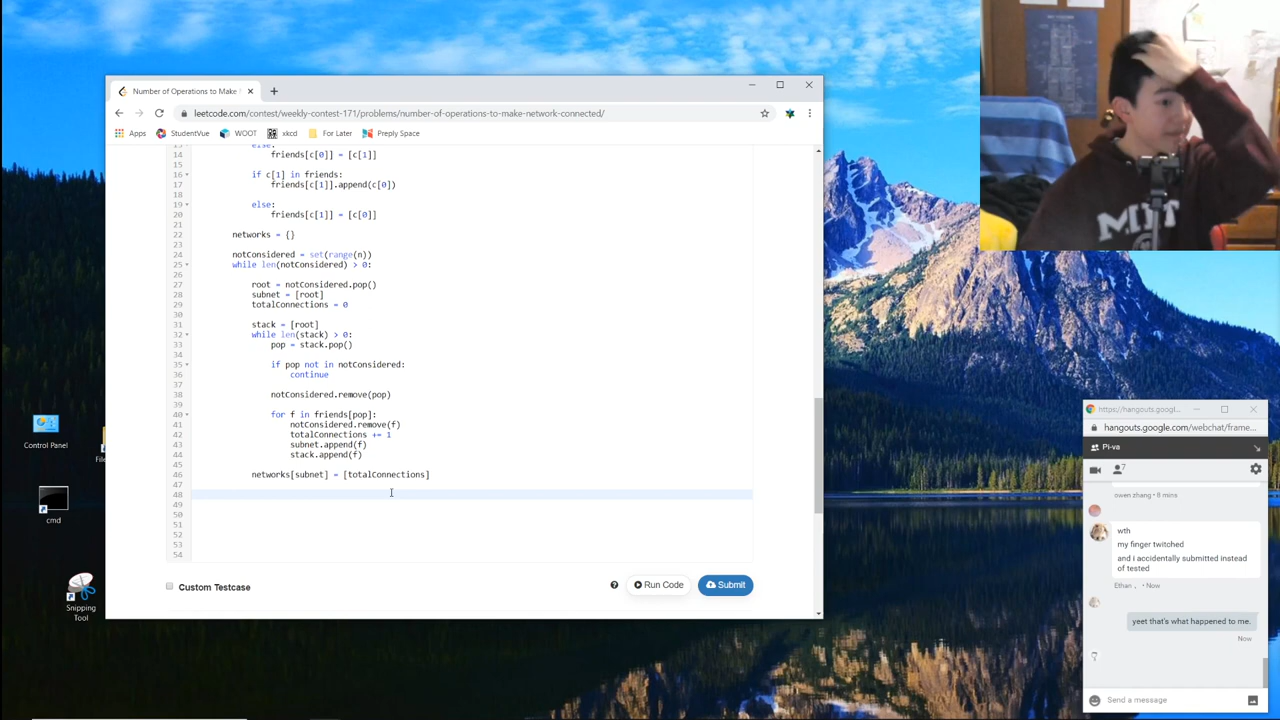 Number of Operations to Make
leetcode.com/contest/weekly-contest-171/problems/number-of-operations-to-make-network-connected/
Apps StudentVue WOOT xkcd For Later Preply Space
13 else:
14 friends[c[0]] = [c[1]]
15
16 if c[1] in friends:
17 friends[c[1]].append(c[0])
18
19 else:
20 friends[c[1]] = [c[0]]
21
22 networks = {}
23
24 notConsidered = set(range(n))
25 while len(notConsidered) > 0:
26
27 root = notConsidered.pop()
28 subnet = [root]
29 totalConnections = 0
30
31 stack = [root]
32 while len(stack) > 0:
33 pop = stack.pop()
34
35 if pop not in notConsidered:
36 continue
37
38 notConsidered.remove(pop)
39
40 for f in friends[pop]:
41 notConsidered.remove(f)
42 totalConnections += 1
43 subnet.append(f)
44 stack.append(f)
45
46 networks[subnet] = [totalConnections]
47
48
49
50
51
52
53
54
Custom Testcase
Run Code
Submit
Control Panel
File
cmd
Snipping
Tool
MIT
https://hangouts.googl...
hangouts.google.com/webchat/frame...
Pi-va
7
owen zhang • 8 mins
wth
my finger twitched
and i accidentally submitted instead
of tested
Ethan , • Now
yeet that's what happened to me.
Now
Send a message